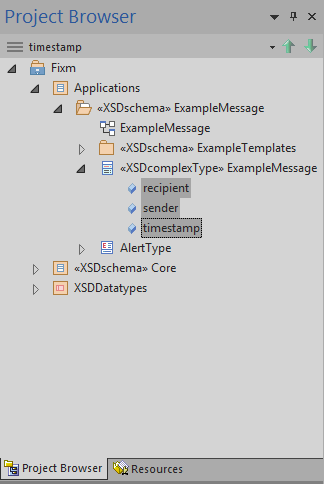 Project Browser
timestamp
Fixm
Applications
«XSDschema» ExampleMessage
ExampleMessage
«XSDschema» ExampleTemplates
«XSDcomplexType» ExampleMessage
recipient
sender
timestamp
AlertType
«XSDschema» Core
XSDDatatypes
Project Browser Resources